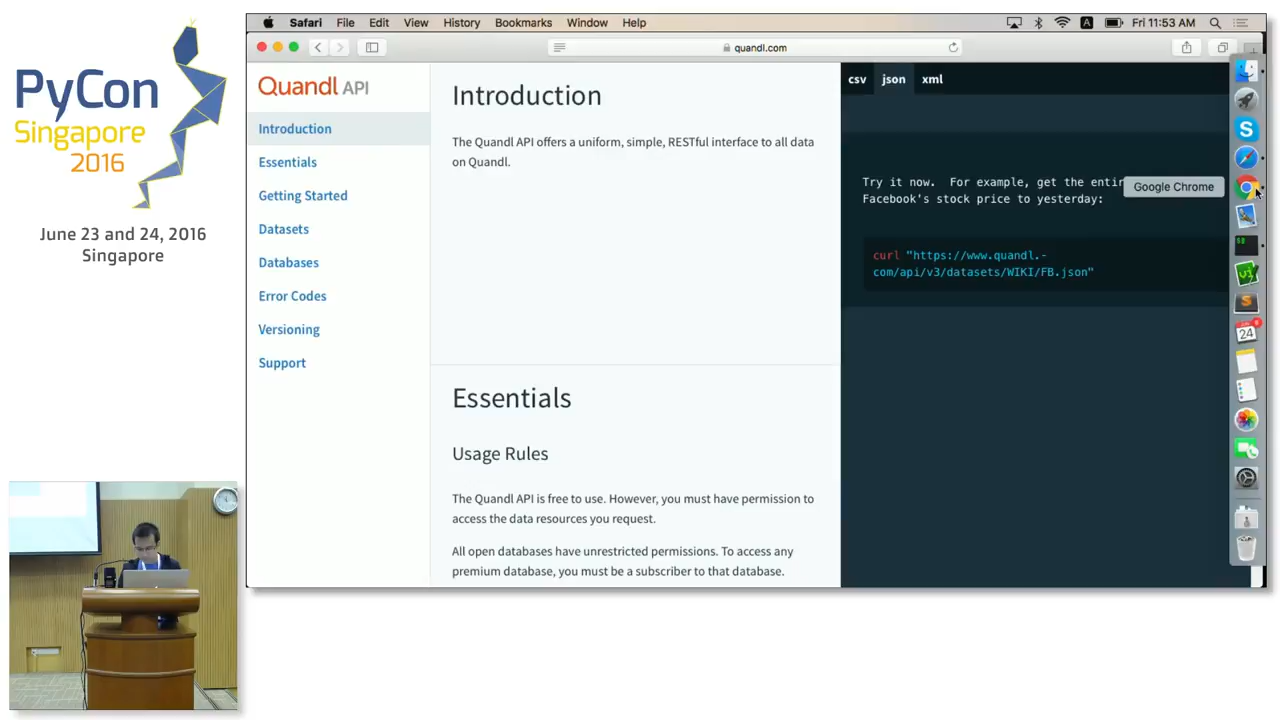 PyCon
Singapore
2016
June 23 and 24, 2016
Singapore
Safari File Edit View History Bookmarks Window Help
A
Fri 11:53 AM
quandl.com
Quandl API
Introduction
Essentials
Getting Started
Datasets
Databases
Error Codes
Versioning
Support
Introduction
The Quandl API offers a uniform, simple, RESTful interface to all data
on Quandl.
Essentials
Usage Rules
The Quandl API is free to use. However, you must have permission to
access the data resources you request.
All open databases have unrestricted permissions. To access any
premium database, you must be a subscriber to that database.
csv json xml
Try it now. For example, get the entir
Facebook's stock price to yesterday:
curl "https://www.quandl.-
com/api/v3/datasets/WIKI/FB.json"
Google Chrome
24